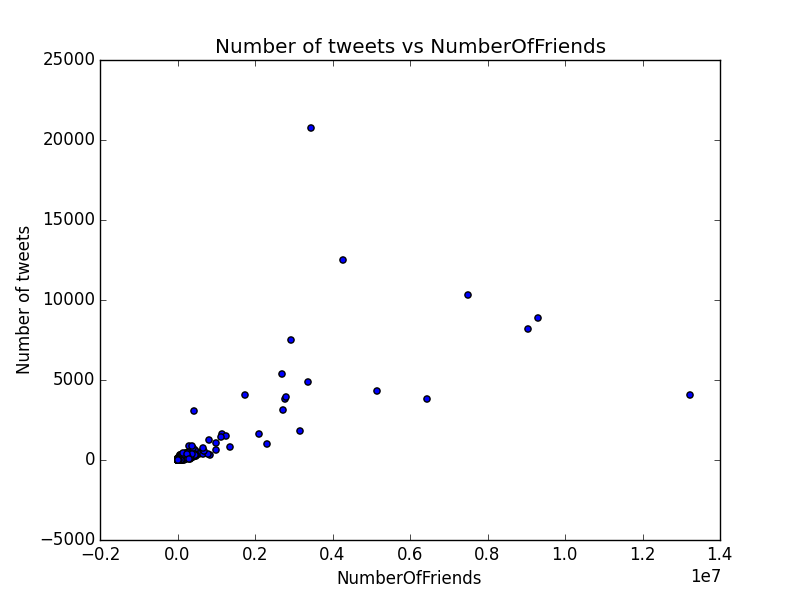 Number of tweets vs NumberOfFriends
25000
20000
15000
10000
5000
0
−5000
Number of tweets
−0.2 0.0 0.2 0.4 0.6 0.8 1.0 1.2 1.4
1e7
NumberOfFriends